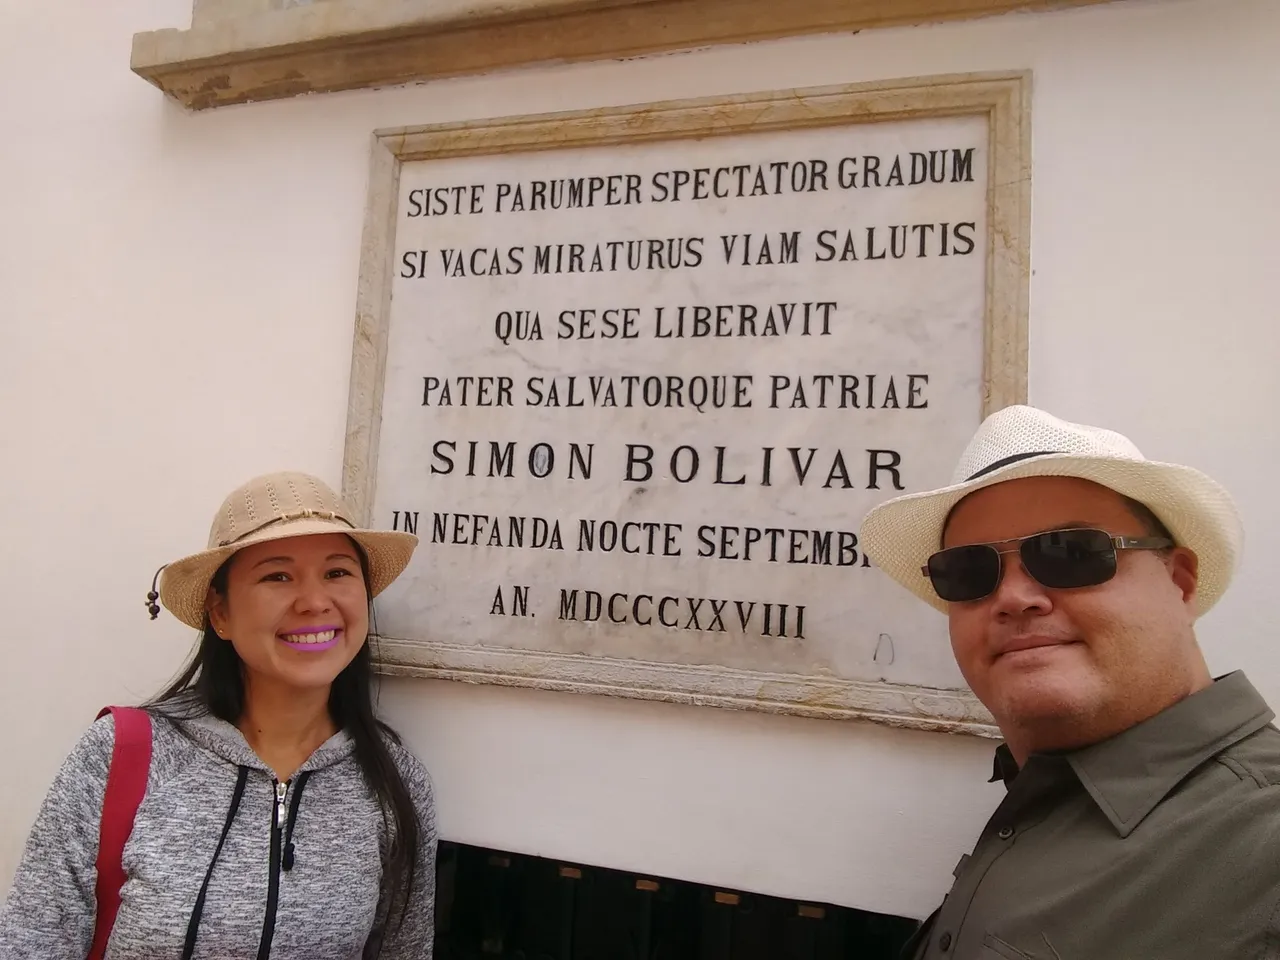 SISTE PARUMPER SPECTATOR GRADUM
SI VACAS MIRATURUS VIAM SALUTIS
QUA SESE LIBERAVIT
PATER SALVATORQUE PATRIAE
SIMON BOLIVAR
IN NEFANDA NOCTE SEPTEMB
AN. MDCCCXXVIII